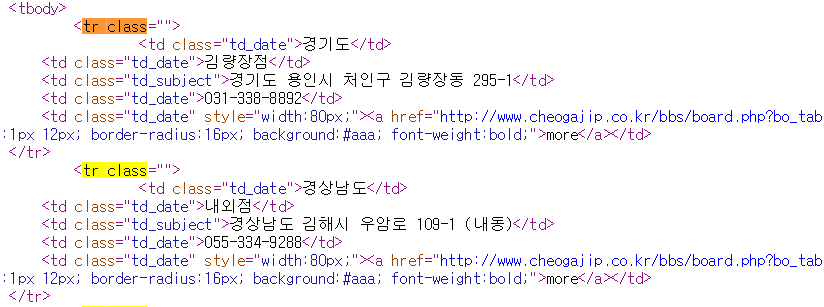 <tbody>
<tr class="">
<td class="td_date">경기도</td>
<td class="td_date">김량장점</td>
<td class="td_subject">경기도 용인시 처인구 김량장동 295-1</td>
<td class="td_date">031-338-8892</td>
<td class="td_date" style="width:80px;"><a href="http://www.cheogajip.co.kr/bbs/board.php?bo_tab
:1px 12px; border-radius:16px; background:#aaa; font-weight:bold;">more</a></td>
</tr>
<tr class="">
<td class="td_date">경상남도</td>
<td class="td_date">내외점</td>
<td class="td_subject">경상남도 김해시 우암로 109-1 (내동)</td>
<td class="td_date">055-334-9288</td>
<td class="td_date" style="width:80px;"><a href="http://www.cheogajip.co.kr/bbs/board.php?bo_tab
:1px 12px; border-radius:16px; background:#aaa; font-weight:bold;">more</a></td>
</tr>